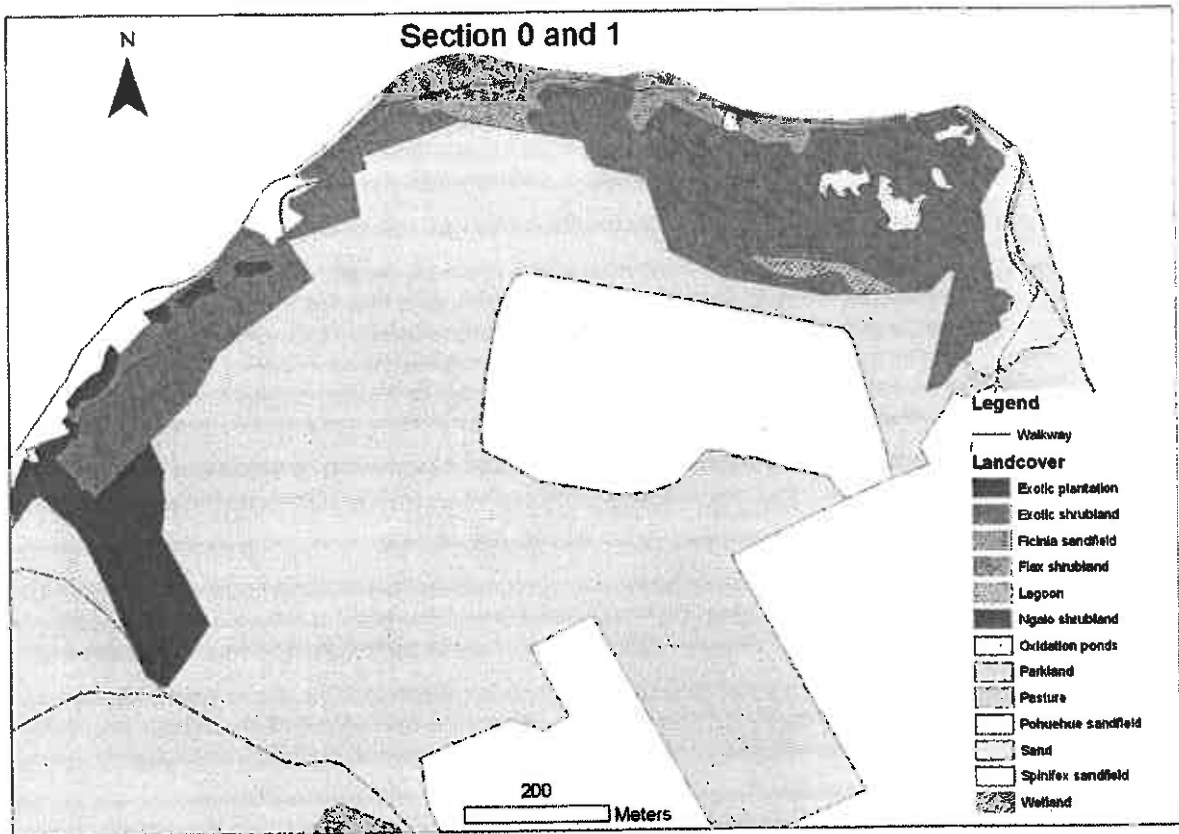 Section 0 and 1
N
Legend
Walkway
Landcover
Exotic plantation
Exotic shrubland
Ficinia sandfield
Flax shrubland
Lagoon
Ngaio shrubland
Oxidation ponds
Parkland
Pasture
Pohuehue sandfield
Sand
Spinifex sandfield
Wetland
200
Meters